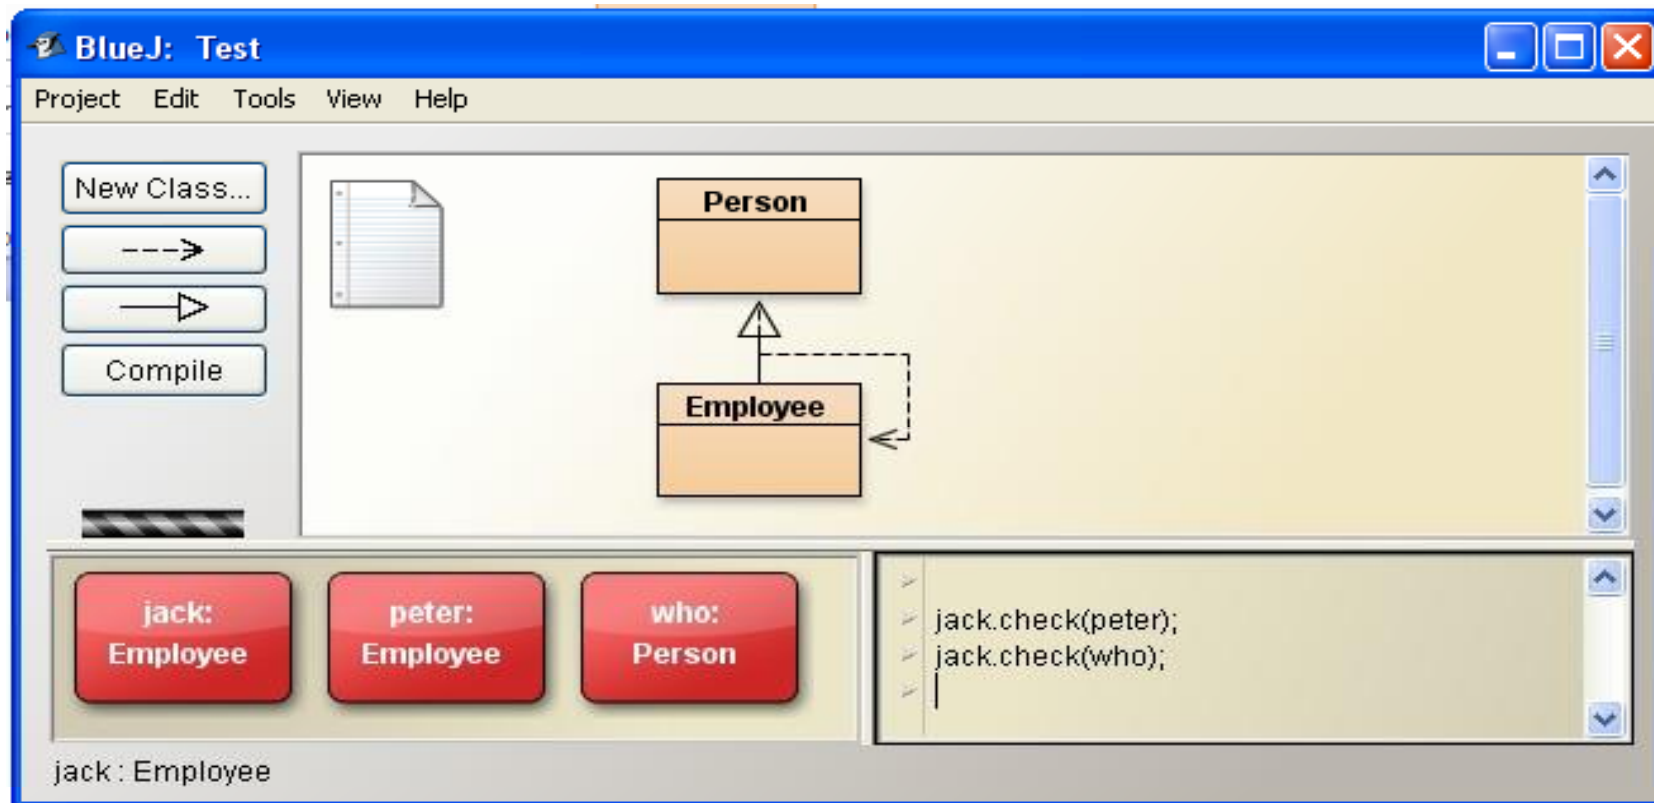 BlueJ: Test
Project Edit Tools View Help
New Class...
Compile
Person
Employee
jack:
Employee
peter:
Employee
who:
Person
jack.check(peter);
jack.check(who);
jack : Employee